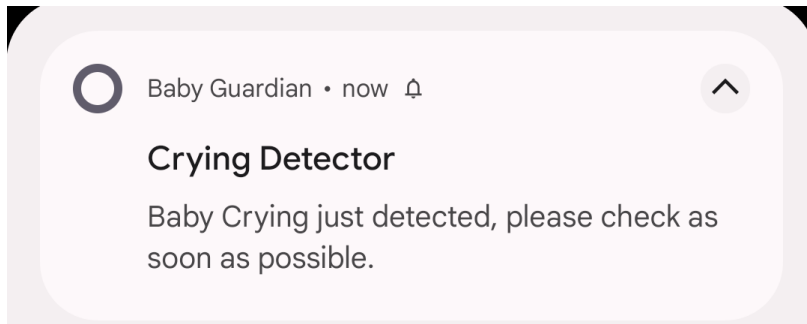 Baby Guardian • now
Crying Detector
Baby Crying just detected, please check as
soon as possible.